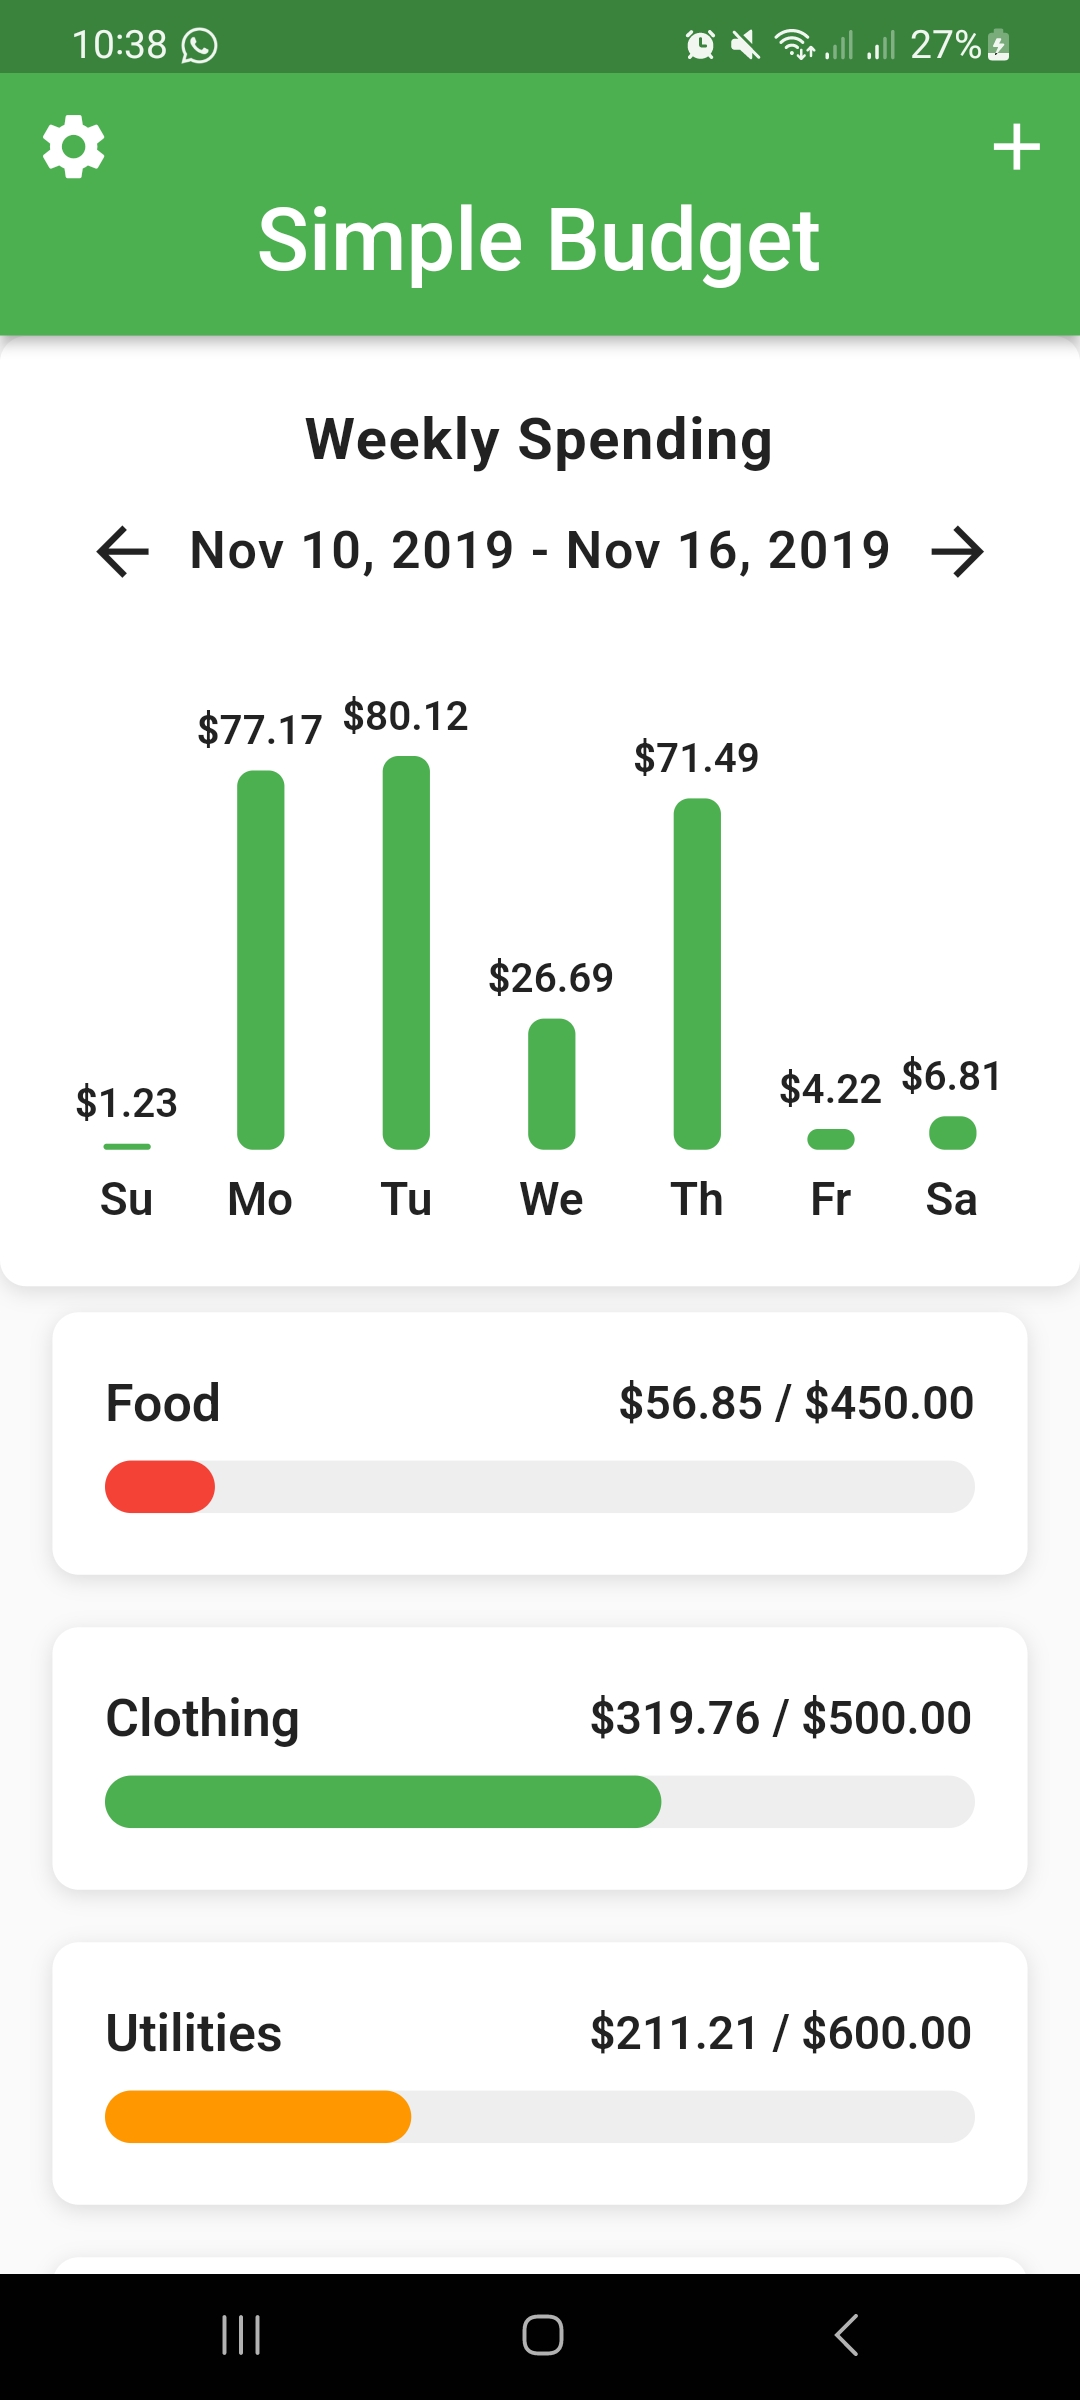 10:38 27%
Simple Budget
Weekly Spending
Nov 10, 2019 - Nov 16, 2019
$1.23 $77.17 $80.12 $26.69 $71.49 $4.22 $6.81
Su Mo Tu We Th Fr Sa
Food $56.85 / $450.00
Clothing $319.76 / $500.00
Utilities $211.21 / $600.00